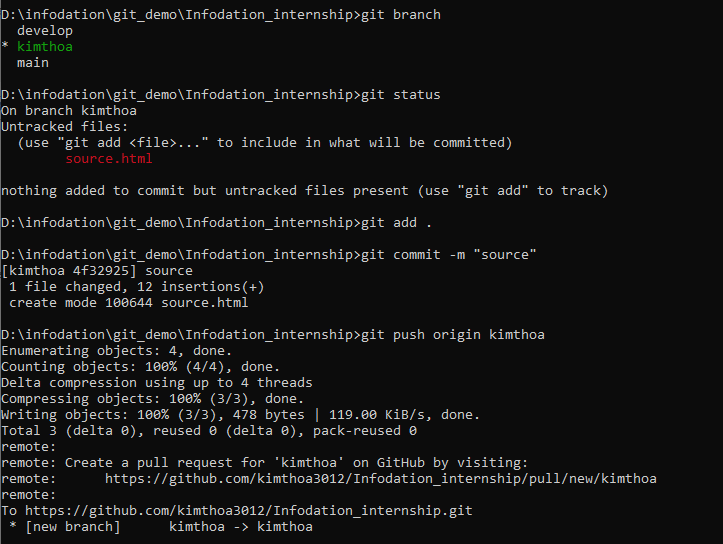 D:\infodation\git_demo\Infodation_internship>git branch
  develop
* kimthoa
  main
D:\infodation\git_demo\Infodation_internship>git status
On branch kimthoa
Untracked files:
  (use "git add <file>..." to include in what will be committed)
        source.html
nothing added to commit but untracked files present (use "git add" to track)
D:\infodation\git_demo\Infodation_internship>git add .
D:\infodation\git_demo\Infodation_internship>git commit -m "source"
[kimthoa 4f32925] source
 1 file changed, 12 insertions(+)
 create mode 100644 source.html
D:\infodation\git_demo\Infodation_internship>git push origin kimthoa
Enumerating objects: 4, done.
Counting objects: 100% (4/4), done.
Delta compression using up to 4 threads
Compressing objects: 100% (3/3), done.
Writing objects: 100% (3/3), 478 bytes | 119.00 KiB/s, done.
Total 3 (delta 0), reused 0 (delta 0), pack-reused 0
remote:
remote: Create a pull request for 'kimthoa' on GitHub by visiting:
remote:      https://github.com/kimthoa3012/Infodation_internship/pull/new/kimthoa
remote:
To https://github.com/kimthoa3012/Infodation_internship.git
 * [new branch]      kimthoa -> kimthoa